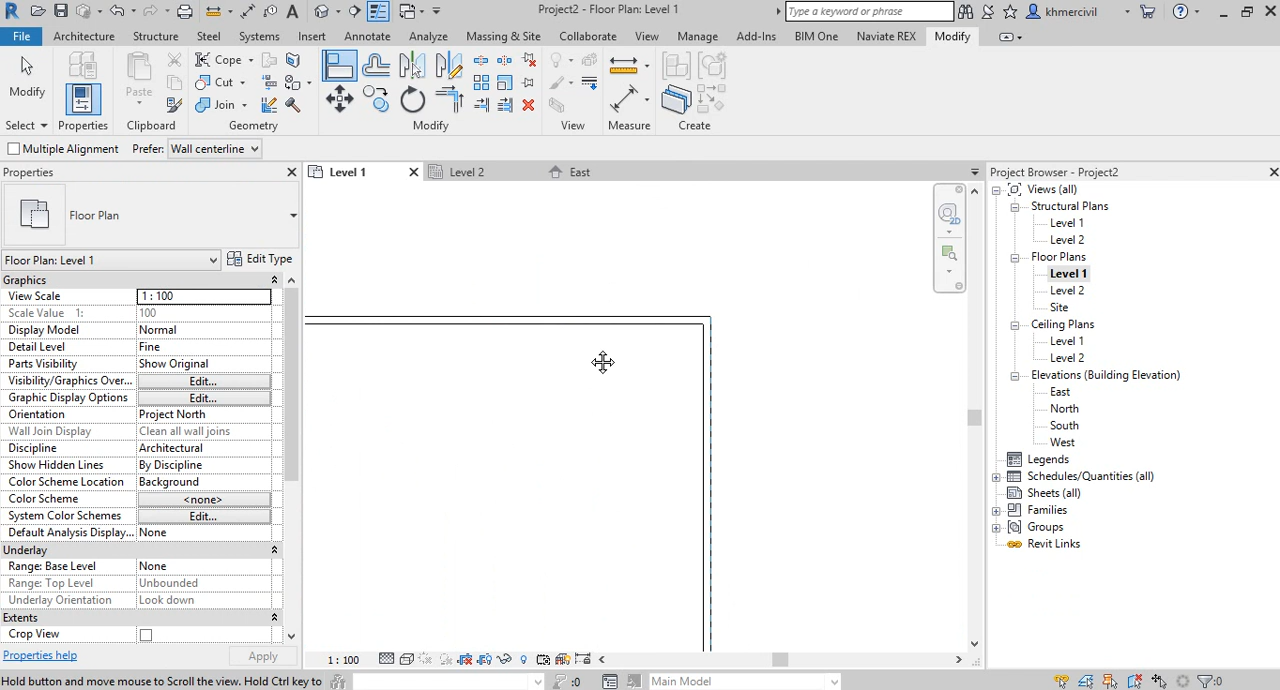 Project2 - Floor Plan: Level 1
Type a keyword or phrase
khmercivil
File Architecture Structure Steel Systems Insert Annotate Analyze Massing & Site Collaborate View Manage Add-Ins BIM One Naviate REX Modify
Modify
Paste
Cope
Cut
Join
Select Properties Clipboard Geometry Modify View Measure Create
Multiple Alignment Prefer: Wall centerline
Properties
Floor Plan
Floor Plan: Level 1 Edit Type
Graphics
View Scale 1 : 100
Scale Value 1: 100
Display Model Normal
Detail Level Fine
Parts Visibility Show Original
Visibility/Graphics Over... Edit...
Graphic Display Options Edit...
Orientation Project North
Wall Join Display Clean all wall joins
Discipline Architectural
Show Hidden Lines By Discipline
Color Scheme Location Background
Color Scheme <none>
System Color Schemes Edit...
Default Analysis Display... None
Underlay
Range: Base Level None
Range: Top Level Unbounded
Underlay Orientation Look down
Extents
Crop View
Properties help Apply
Level 1 Level 2 East
2D
1 : 100
Project Browser - Project2
Views (all)
Structural Plans
Level 1
Level 2
Floor Plans
Level 1
Level 2
Site
Ceiling Plans
Level 1
Level 2
Elevations (Building Elevation)
East
North
South
West
Legends
Schedules/Quantities (all)
Sheets (all)
Families
Groups
Revit Links
Hold button and move mouse to Scroll the view. Hold Ctrl key to :0 Main Model :0